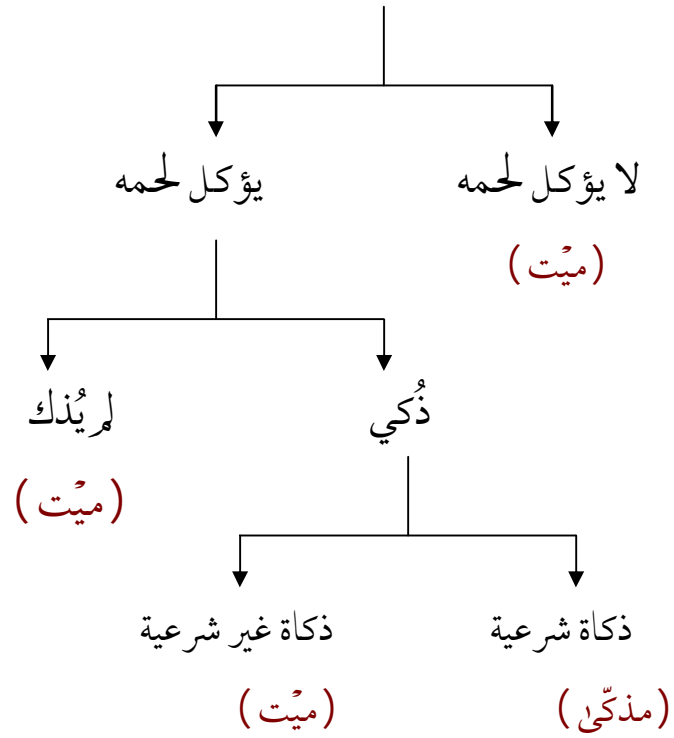 لا يؤكل لحمه
(ميْت)
يؤكل لحمه
ذُكي
لم يُذك
(ميْت)
ذكاة شرعية
(مذكّىٰ)
ذكاة غير شرعية
(ميْت)